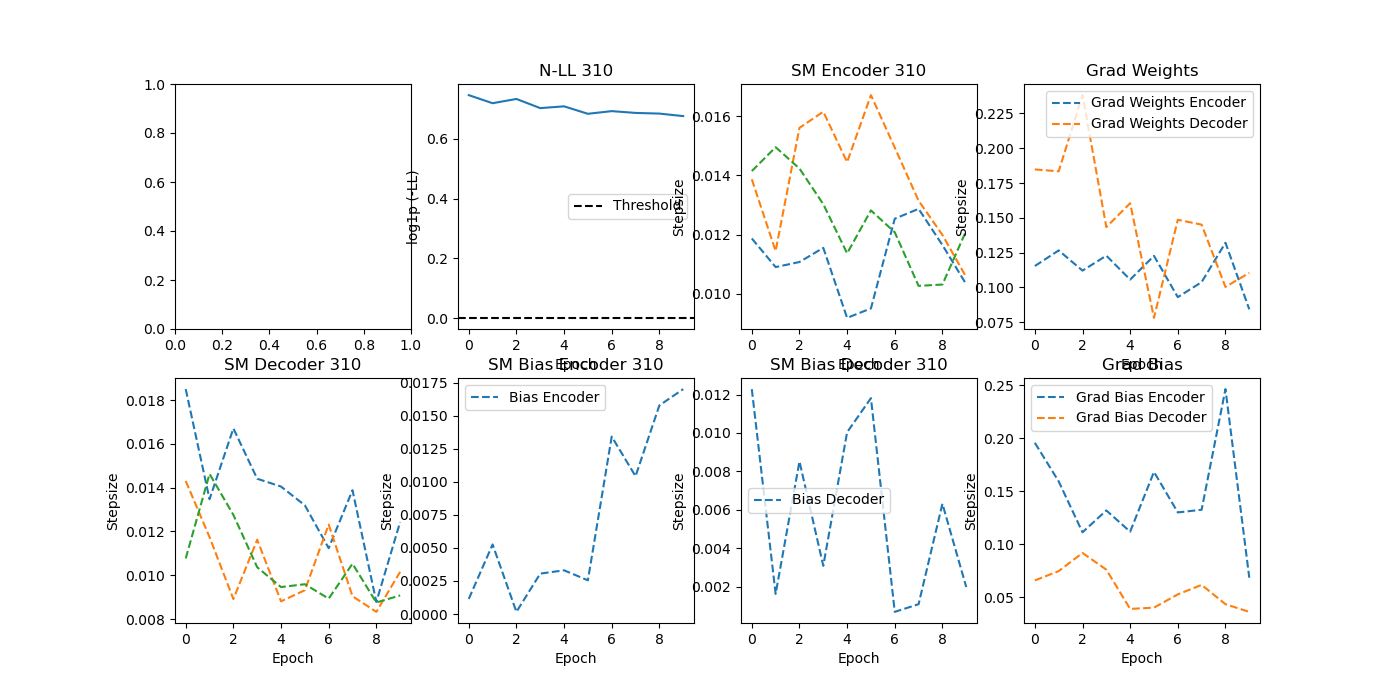 N-LL 310
SM Encoder 310
Grad Weights
1.0
0.8
0.6
0.4
0.2
0.0
0.0 0.2 0.4 0.6 0.8 1.0
log1p (-LL)
0.6
0.4
0.2
0.0
Threshold
0 2 4 6 8
Epoch
Stepsize
0.016
0.014
0.012
0.010
0 2 4 6 8
Epoch
Stepsize
0.225
0.200
0.175
0.150
0.125
0.100
0.075
Grad Weights Encoder
Grad Weights Decoder
0 2 4 6 8
Epoch
SM Decoder 310
SM Bias Encoder 310
SM Bias Decoder 310
Grad Bias
Stepsize
0.018
0.016
0.014
0.012
0.010
0.008
0 2 4 6 8
Epoch
Stepsize
0.0175
0.0150
0.0125
0.0100
0.0075
0.0050
0.0025
0.0000
Bias Encoder
0 2 4 6 8
Epoch
Stepsize
0.012
0.010
0.008
0.006
0.004
0.002
Bias Decoder
0 2 4 6 8
Epoch
Stepsize
0.25
0.20
0.15
0.10
0.05
Grad Bias Encoder
Grad Bias Decoder
0 2 4 6 8
Epoch